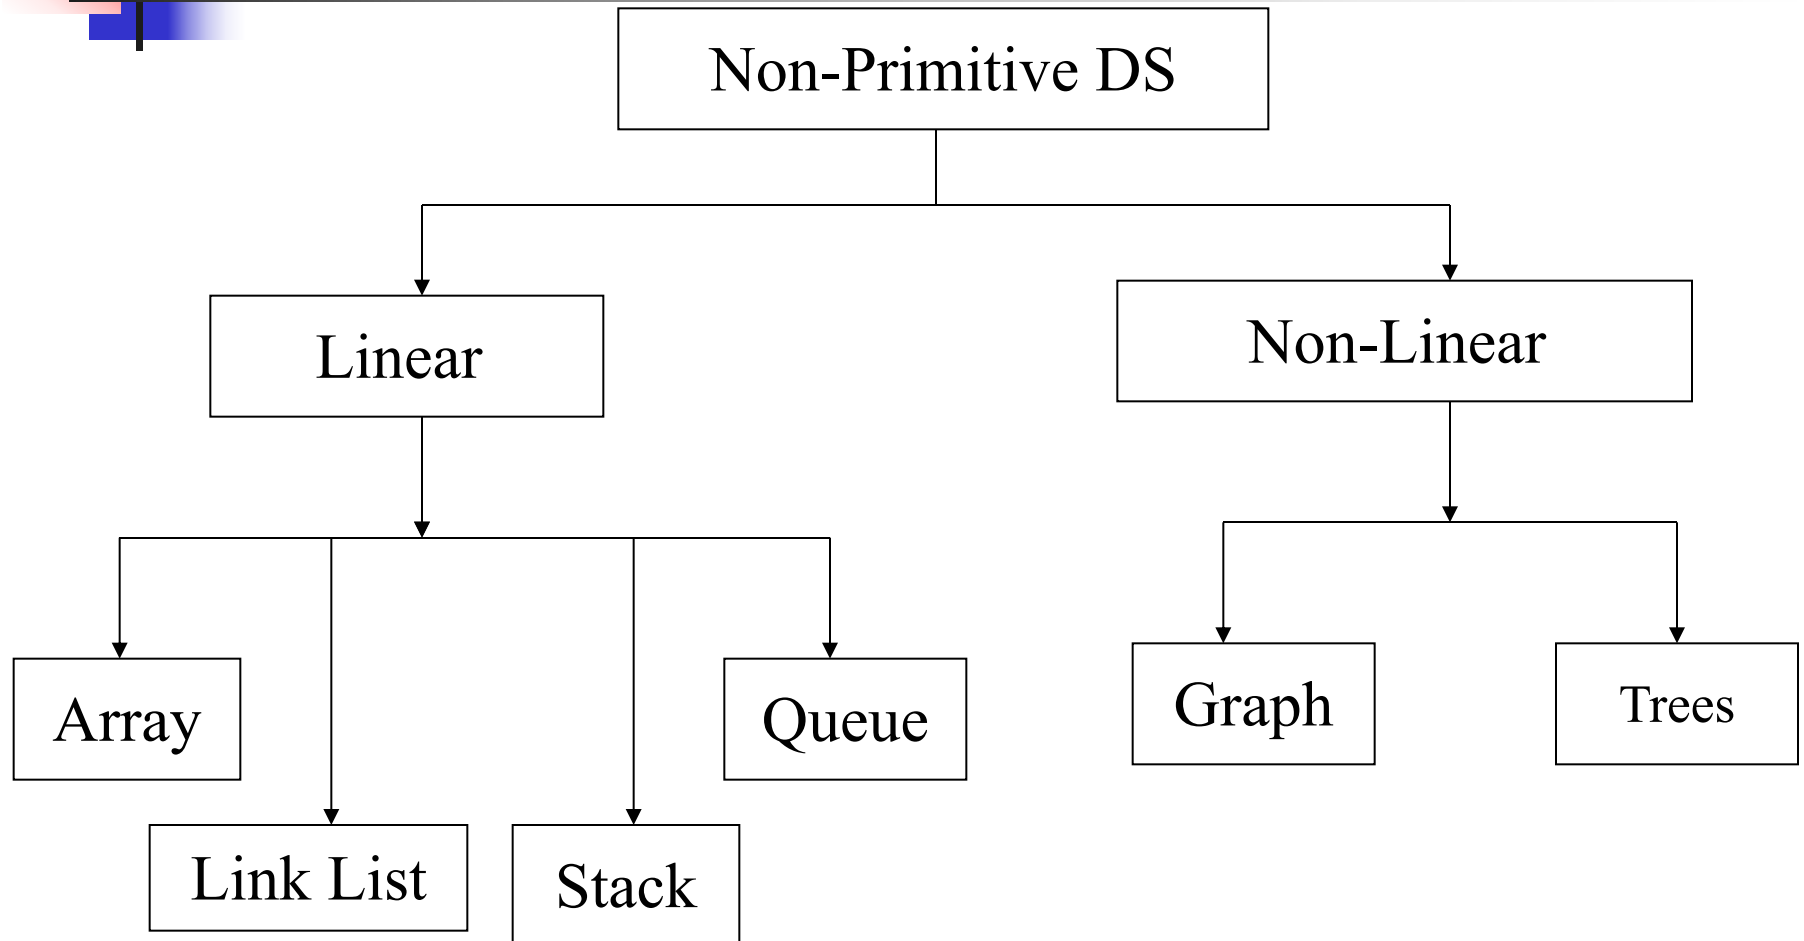 Non-Primitive DS
Linear
Non-Linear
Array
Queue
Graph
Trees
Link List
Stack